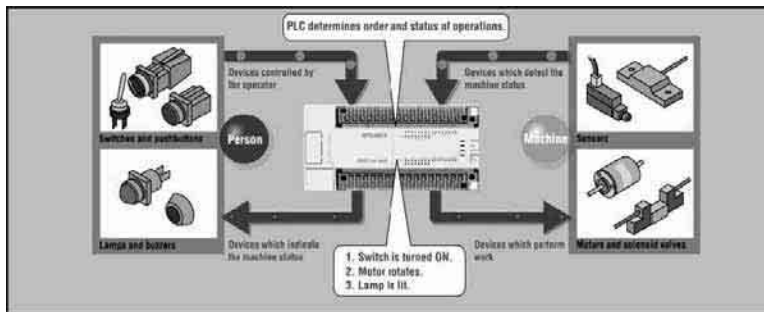 PLC determines order and status of operations.
Devices controlled by
the operator
Devices which detect the
machine status
Switches and pushbuttons
Person
Machine
Sensors
Lamps and buzzers
Devices which indicate
the machine status
Devices which perform
work
Motors and solenoid valves
1. Switch is turned ON.
2. Motor rotates.
3. Lamp is lit.